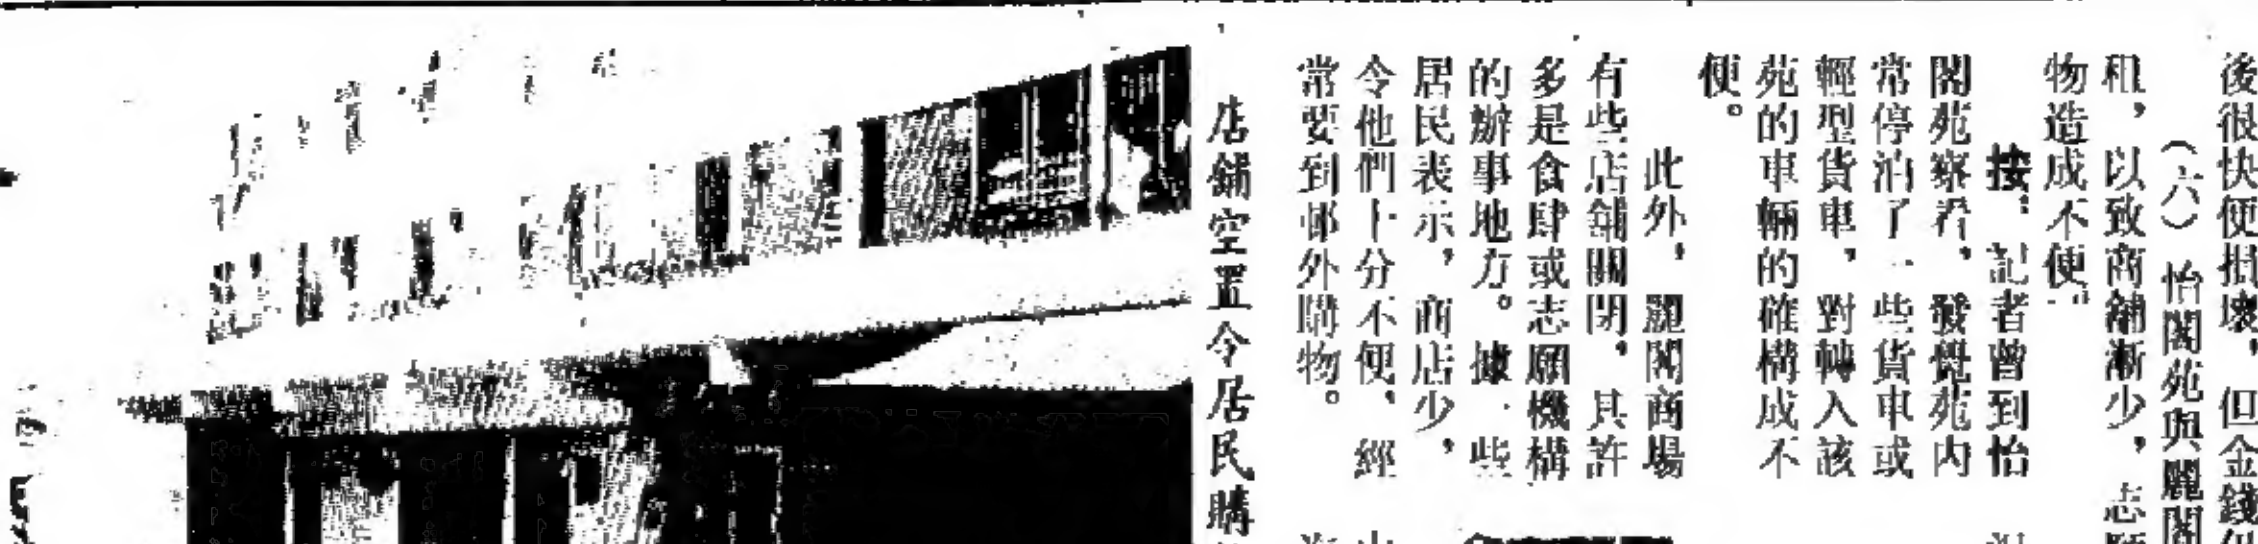 後很快便損壞，但金錢
（六）怡閣苑與麗閣
租，以致商舖漸少，志願
物造成不便。
按：記者曾到怡
閣苑察看，發覺苑内
常停泊了一些貨車或
輕型貨車，對轉入該
苑的車輛的確構成不
便。
此外，麗閣商場
有些店舖關閉，其許
多是食肆或志願機構
的辦事地方。據一些
居民表示，商店少，
令他們十分不便，經
常要到邨外購物。
店舖空置令居民購